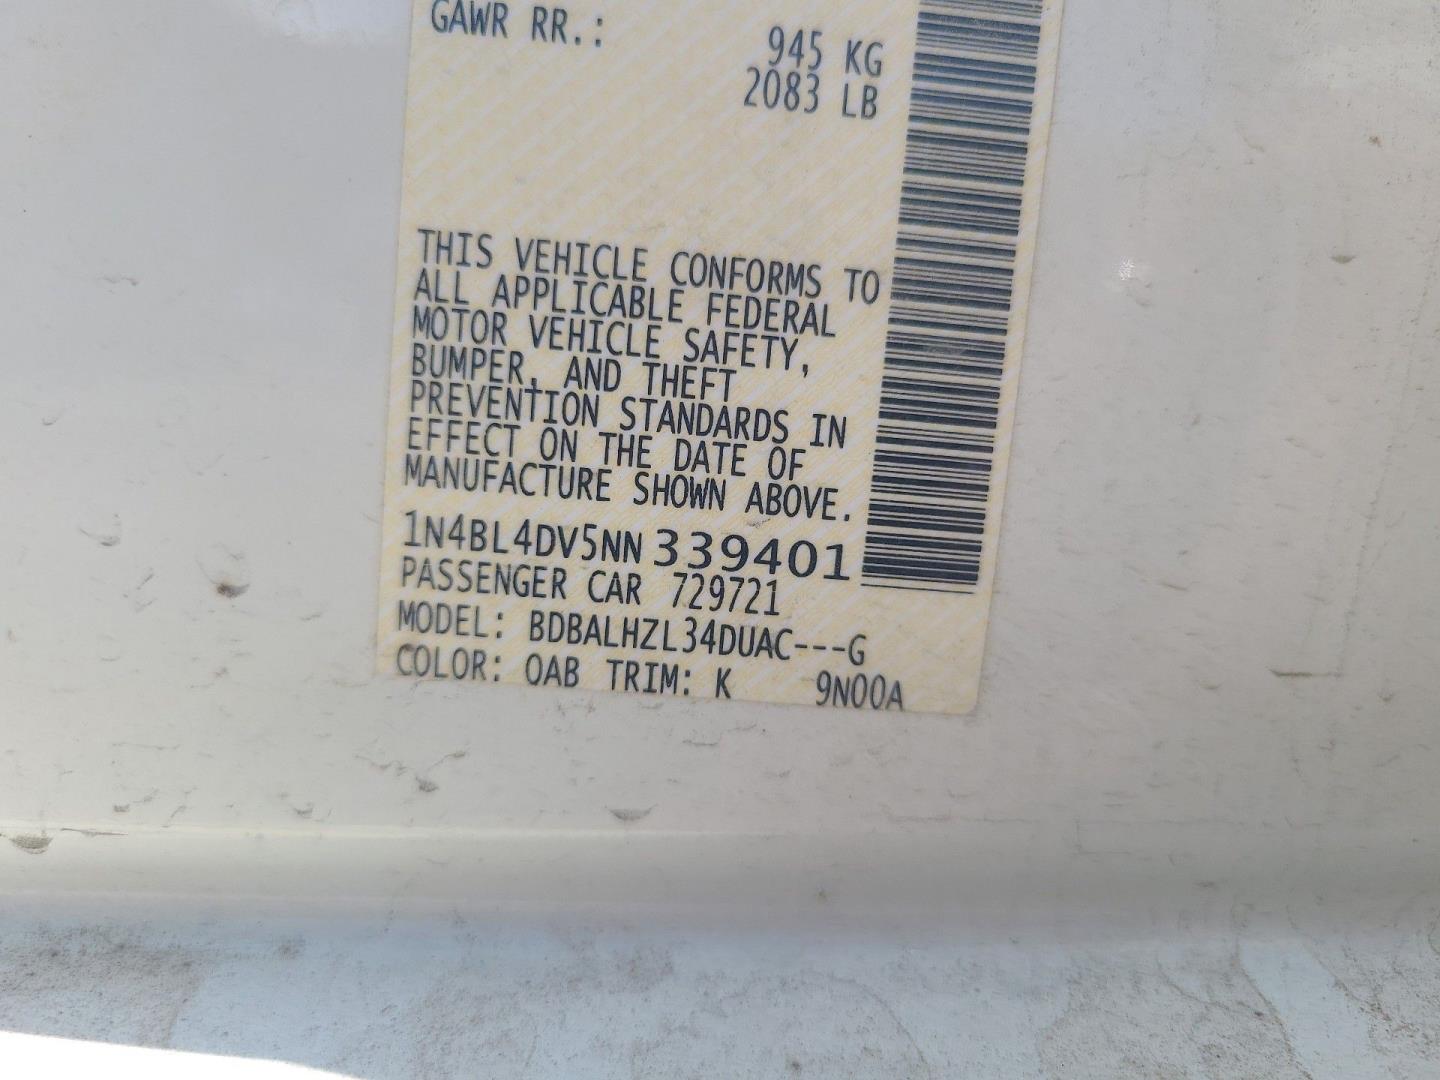 GAWR RR.: 945 KG
2083 LB
THIS VEHICLE CONFORMS TO
ALL APPLICABLE FEDERAL
MOTOR VEHICLE SAFETY,
BUMPER, AND THEFT
PREVENTION STANDARDS IN
EFFECT ON THE DATE OF
MANUFACTURE SHOWN ABOVE.
1N4BL4DV5NN339401
PASSENGER CAR 729721
MODEL: BDBALHZL34DUAC---G
COLOR: QAB TRIM: K 9N00A